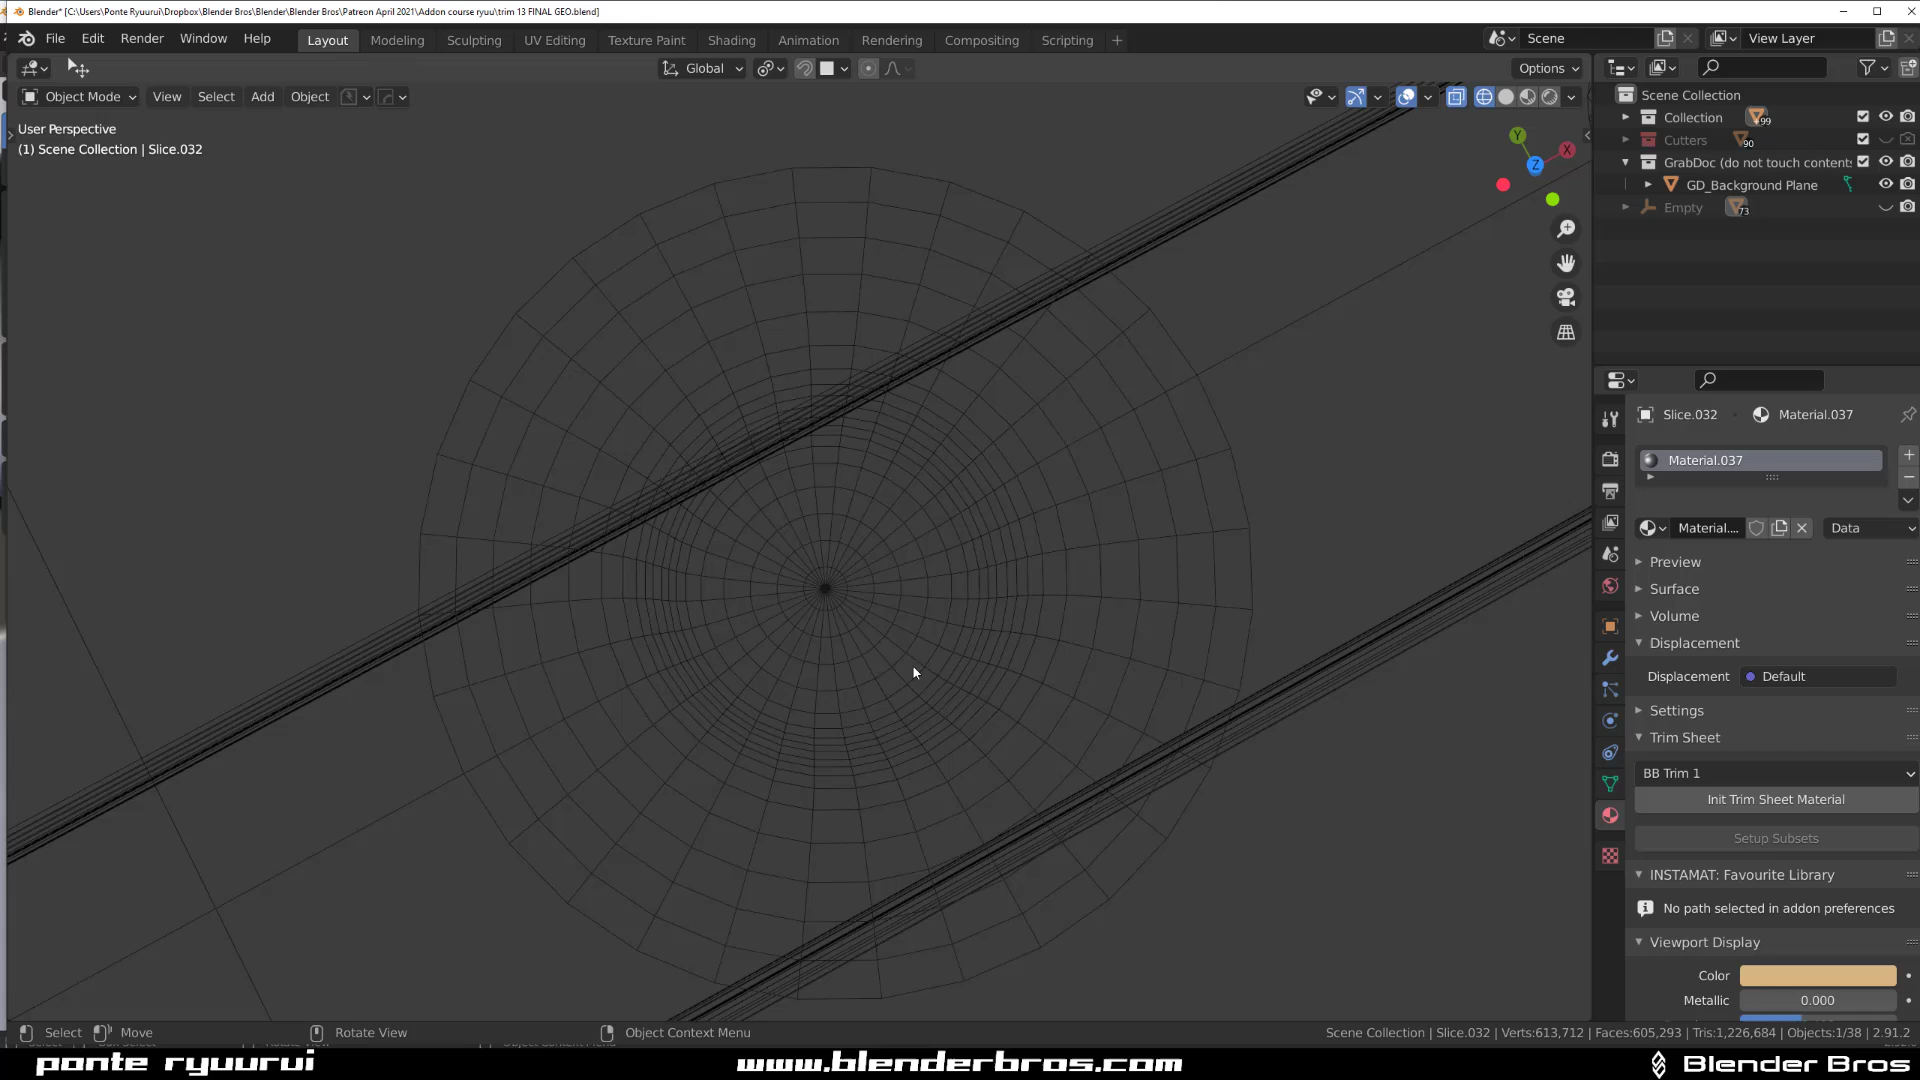 Blender* [C:\Users\Ponte Ryuurui\Dropbox\Blender Bros\Blender\Blender Bros\Patreon April 2021\Addon course ryuu\trim 13 FINAL GEO.blend]
File Edit Render Window Help Layout Modeling Sculpting UV Editing Texture Paint Shading Animation Rendering Compositing Scripting + Scene View Layer
Global Options
Object Mode View Select Add Object
User Perspective
(1) Scene Collection | Slice.032
Y X Z
Scene Collection
Collection +99
Cutters 90
GrabDoc (do not touch contents
GD_Background Plane
Empty 73
Slice.032 Material.037
Material.037
Material.... Data
Preview
Surface
Volume
Displacement
Displacement Default
Settings
Trim Sheet
BB Trim 1
Init Trim Sheet Material
Setup Subsets
INSTAMAT: Favourite Library
No path selected in addon preferences
Viewport Display
Color
Metallic 0.000
Select Move Rotate View Object Context Menu Scene Collection | Slice.032 | Verts:613,712 | Faces:605,293 | Tris:1,226,684 | Objects:1/38 | 2.91.2
ponte ryuurui www.blenderbros.com Blender Bros